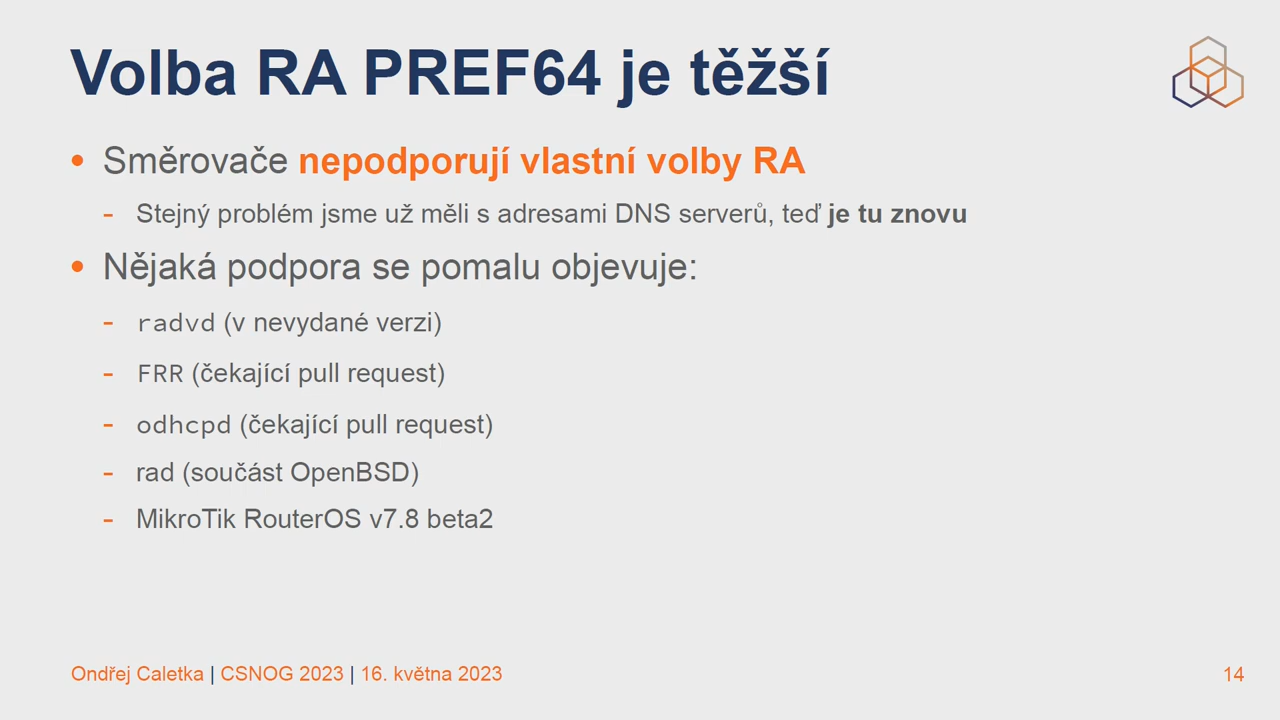 Volba RA PREF64 je těžší
• Směrovače nepodporují vlastní volby RA
- Stejný problém jsme už měli s adresami DNS serverů, teď je tu znovu
• Nějaká podpora se pomalu objevuje:
- radvd (v nevydané verzi)
- FRR (čekající pull request)
- odhcpd (čekající pull request)
- rad (součást OpenBSD)
- MikroTik RouterOS v7.8 beta2
Ondřej Caletka | CSNOG 2023 | 16. května 2023
14